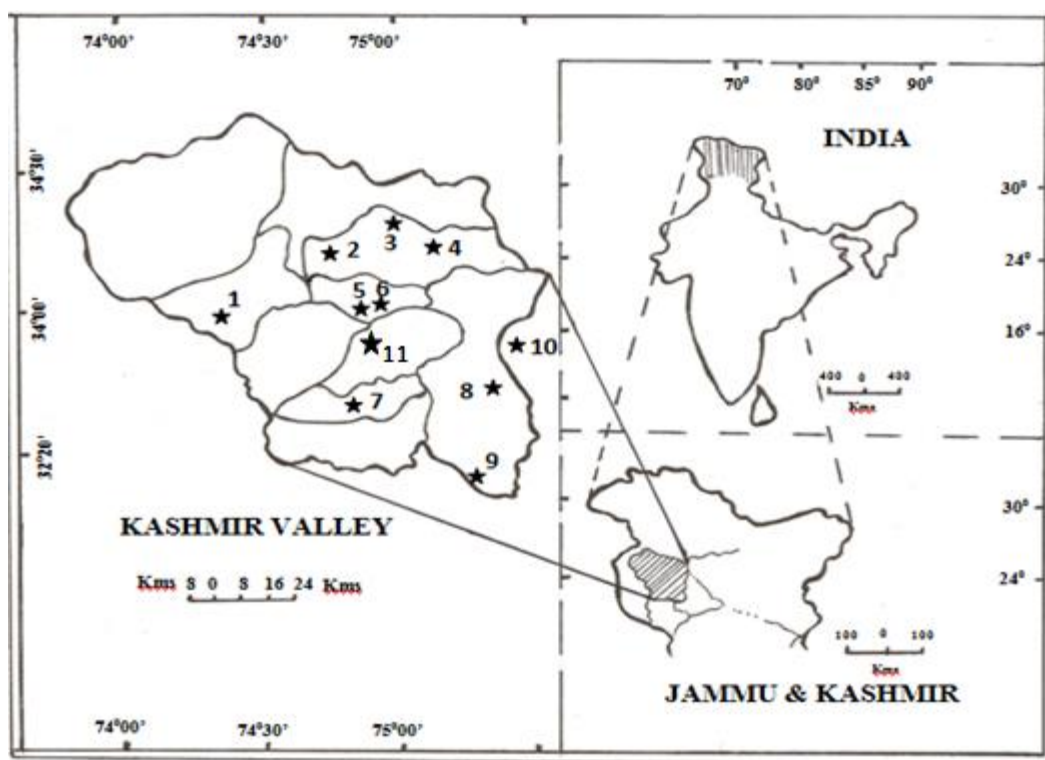 74°00' 74°30' 75°00'
70° 80° 85° 90°
INDIA
34°30'
34°00'
32°20'
30°
24°
16°
1
2
3
4
5
6
11
10
8
7
9
400 0 400
Kms
KASHMIR VALLEY
Kms 8 0 8 16 24 Kms
30°
24°
100 0 100
Kms
JAMMU & KASHMIR
74°00' 74°30' 75°00'